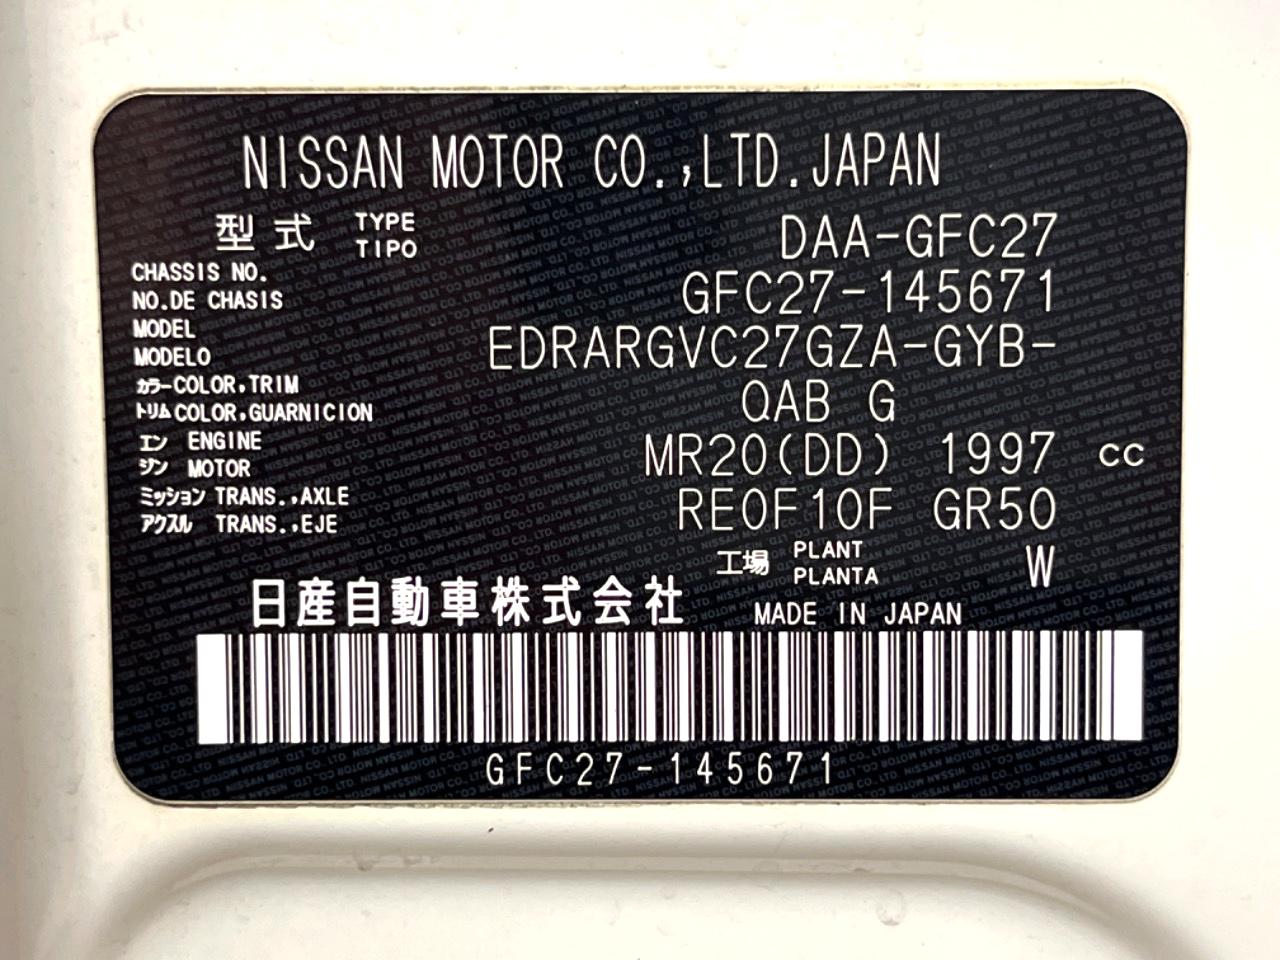 NISSAN MOTOR CO.,LTD.JAPAN
型式 TYPE TIPO DAA-GFC27
CHASSIS NO.
NO.DE CHASIS GFC27-145671
MODEL
MODELO EDRARGVC27GZA-GYB-
カラー COLOR,TRIM
トリム COLOR,GUARNICION QAB G
エン ENGINE
ジン MOTOR MR20(DD) 1997 cc
ミッション TRANS.,AXLE
アクスル TRANS.,EJE RE0F10F GR50
工場 PLANT PLANTA W
日産自動車株式会社 MADE IN JAPAN
GFC27-145671